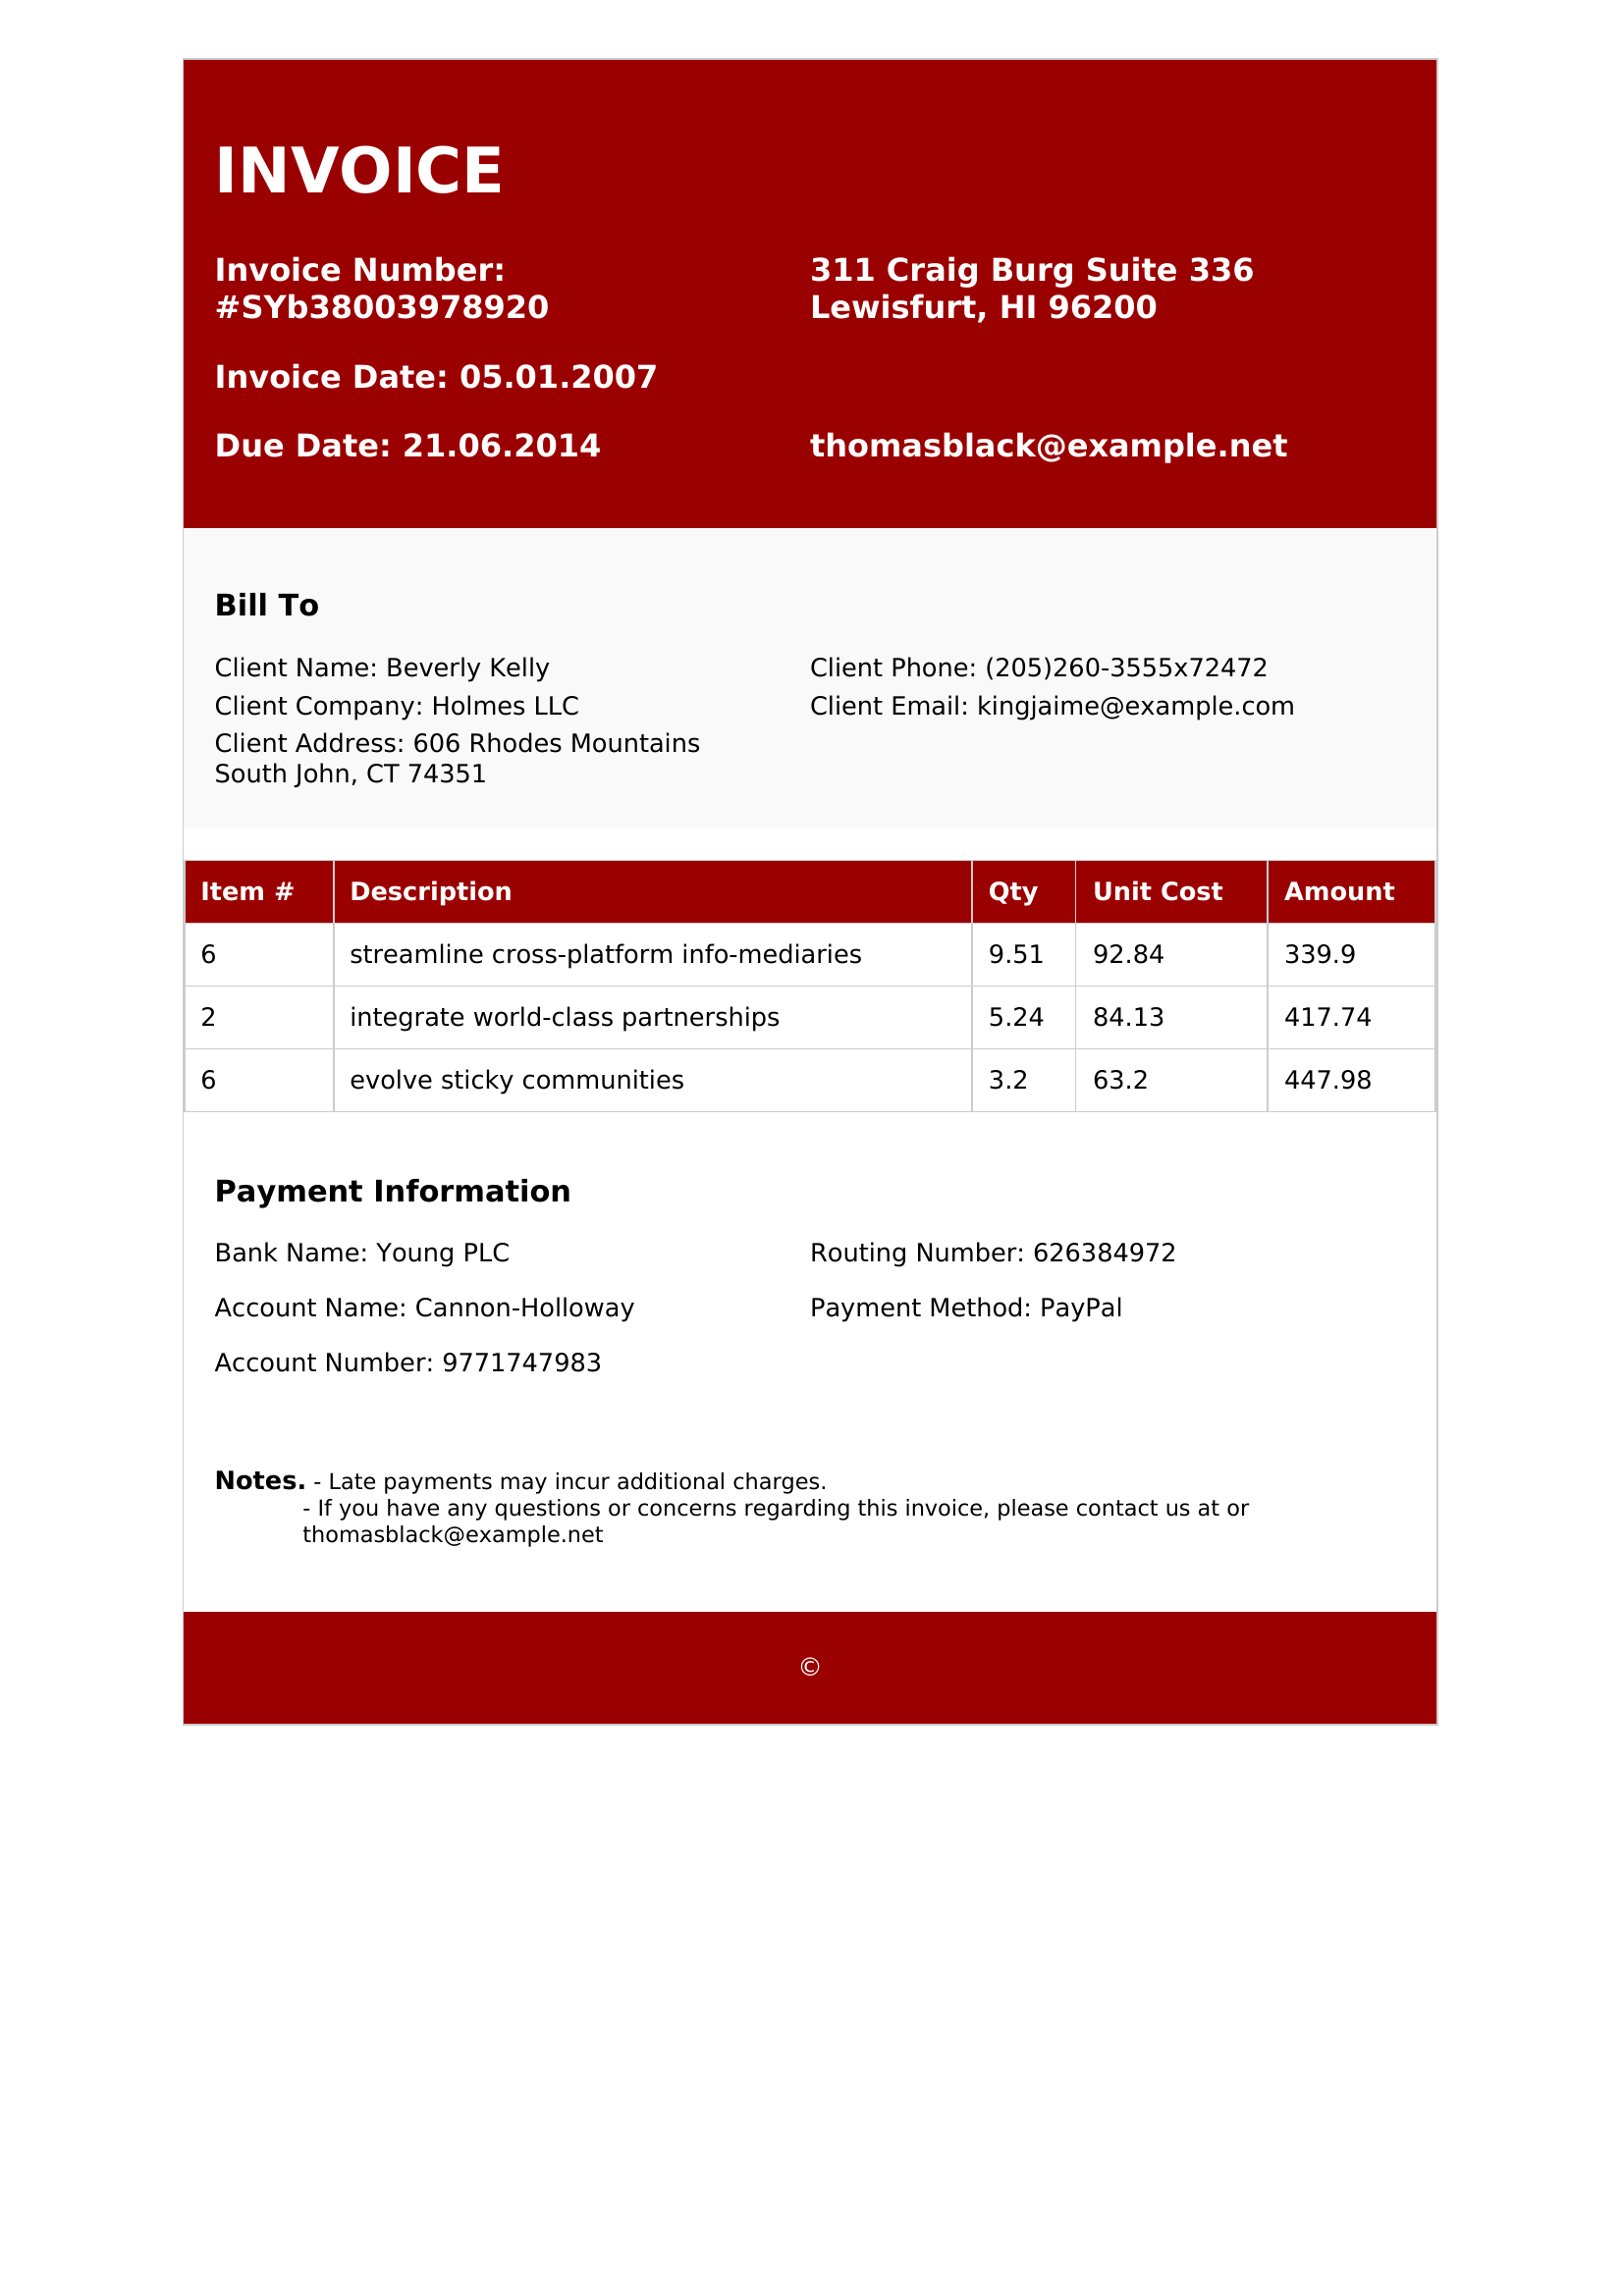 INVOICE
Invoice Number:
#SYb38003978920
Invoice Date: 05.01.2007
Due Date: 21.06.2014
311 Craig Burg Suite 336
Lewisfurt, HI 96200
thomasblack@example.net
Bill To
Client Name: Beverly Kelly
Client Company: Holmes LLC
Client Address: 606 Rhodes Mountains
South John, CT 74351
Client Phone: (205)260-3555x72472
Client Email: kingjaime@example.com
Item # Description Qty Unit Cost Amount
6 streamline cross-platform info-mediaries 9.51 92.84 339.9
2 integrate world-class partnerships 5.24 84.13 417.74
6 evolve sticky communities 3.2 63.2 447.98
Payment Information
Bank Name: Young PLC
Account Name: Cannon-Holloway
Account Number: 9771747983
Routing Number: 626384972
Payment Method: PayPal
Notes. - Late payments may incur additional charges.
- If you have any questions or concerns regarding this invoice, please contact us at or
thomasblack@example.net
©